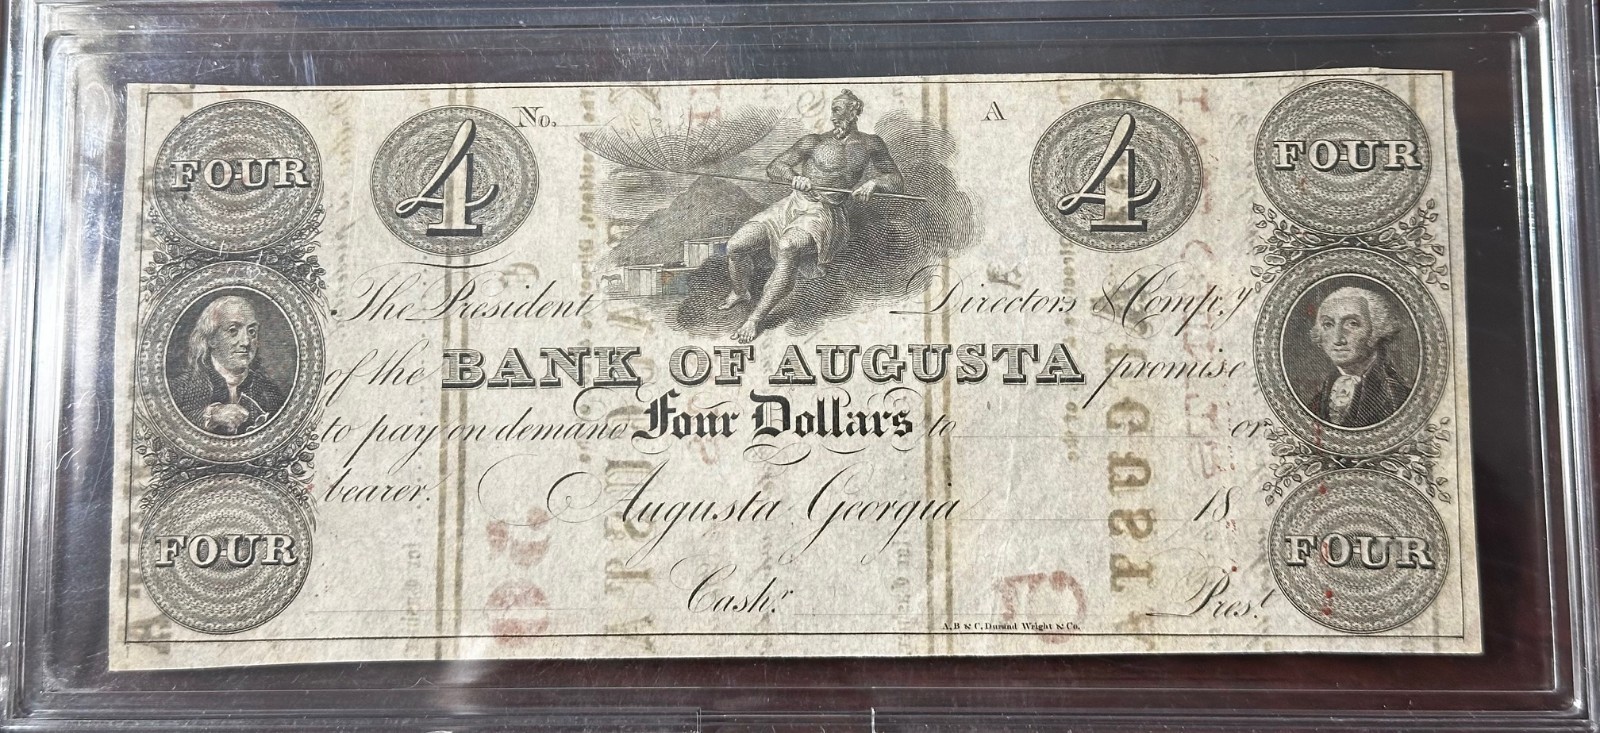 FOUR 4 No. A 4 FOUR
The President Directors & Comp.y
of the BANK OF AUGUSTA promise
to pay on demand Four Dollars to or
bearer. Augusta Georgia 18
FOUR FOUR
Cash.r Pres.t
A, B & C, Durand Wright & Co.